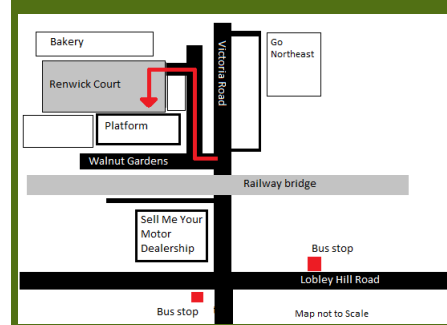 Bakery
Go
Northeast
Victoria Road
Renwick Court
Platform
Walnut Gardens
Railway bridge
Sell Me Your
Motor
Dealership
Bus stop
Lobley Hill Road
Bus stop
Map not to Scale